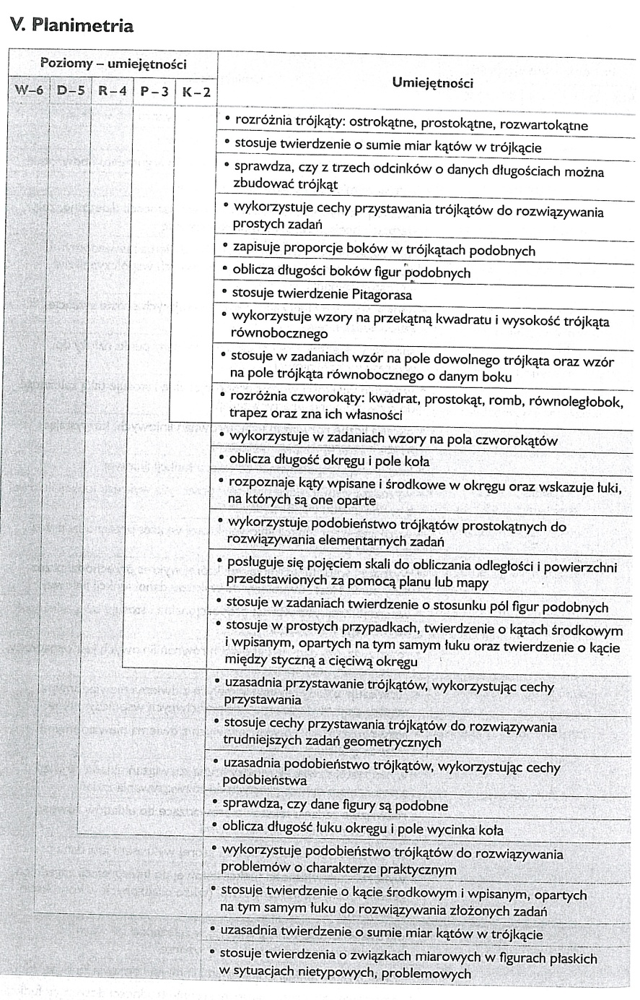 V. Planimetria
Poziomy – umiejętności
Umiejętności
W–6 D–5 R–4 P–3 K–2
• rozróżnia trójkąty: ostrokątne, prostokątne, rozwartokątne
• stosuje twierdzenie o sumie miar kątów w trójkącie
• sprawdza, czy z trzech odcinków o danych długościach można
zbudować trójkąt
• wykorzystuje cechy przystawania trójkątów do rozwiązywania
prostych zadań
• zapisuje proporcje boków w trójkątach podobnych
• oblicza długości boków figur podobnych
• stosuje twierdzenie Pitagorasa
• wykorzystuje wzory na przekątną kwadratu i wysokość trójkąta
równobocznego
• stosuje w zadaniach wzór na pole dowolnego trójkąta oraz wzór
na pole trójkąta równobocznego o danym boku
• rozróżnia czworokąty: kwadrat, prostokąt, romb, równoległobok,
trapez oraz zna ich własności
• wykorzystuje w zadaniach wzory na pola czworokątów
• oblicza długość okręgu i pole koła
• rozpoznaje kąty wpisane i środkowe w okręgu oraz wskazuje łuki,
na których są one oparte
• wykorzystuje podobieństwo trójkątów prostokątnych do
rozwiązywania elementarnych zadań
• posługuje się pojęciem skali do obliczania odległości i powierzchni
przedstawionych za pomocą planu lub mapy
• stosuje w zadaniach twierdzenie o stosunku pól figur podobnych
• stosuje w prostych przypadkach, twierdzenie o kątach środkowym
i wpisanym, opartych na tym samym łuku oraz twierdzenie o kącie
między styczną a cięciwą okręgu
• uzasadnia przystawanie trójkątów, wykorzystując cechy
przystawania
• stosuje cechy przystawania trójkątów do rozwiązywania
trudniejszych zadań geometrycznych
• uzasadnia podobieństwo trójkątów, wykorzystując cechy
podobieństwa
• sprawdza, czy dane figury są podobne
• oblicza długość łuku okręgu i pole wycinka koła
• wykorzystuje podobieństwo trójkątów do rozwiązywania
problemów o charakterze praktycznym
• stosuje twierdzenie o kącie środkowym i wpisanym, opartych
na tym samym łuku do rozwiązywania złożonych zadań
• uzasadnia twierdzenie o sumie miar kątów w trójkącie
• stosuje twierdzenia o związkach miarowych w figurach płaskich
w sytuacjach nietypowych, problemowych